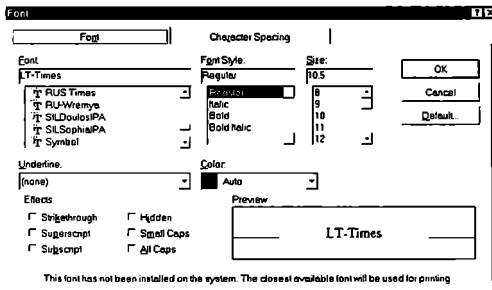 Font
Font
Character Spacing
Font:
Font Style:
Size:
LT-Times
Regular
10.5
OK
RUS Times
Regular
8
RU-Wremya
Italic
9
Cancel
SILDoulosIPA
Bold
10
SILSophiaIPA
Bold Italic
11
Default...
Symbol
12
Underline:
Color:
(none)
Auto
Effects
Preview
Strikethrough
Hidden
Superscript
Small Caps
Subscript
All Caps
LT-Times
This font has not been installed on the system. The closest available font will be used for printing